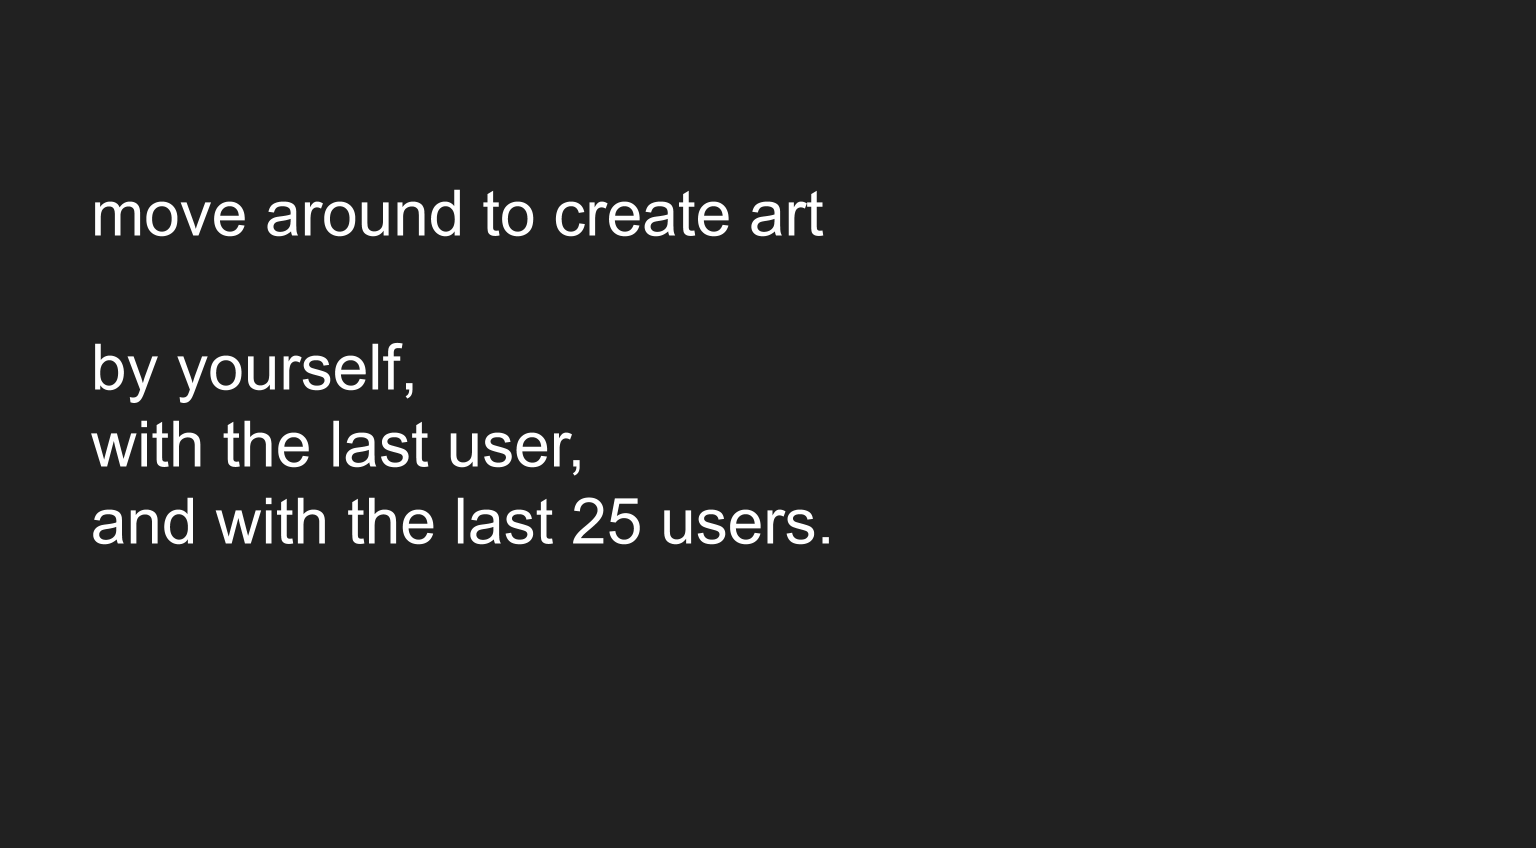 move around to create art
by yourself,
with the last user,
and with the last 25 users.